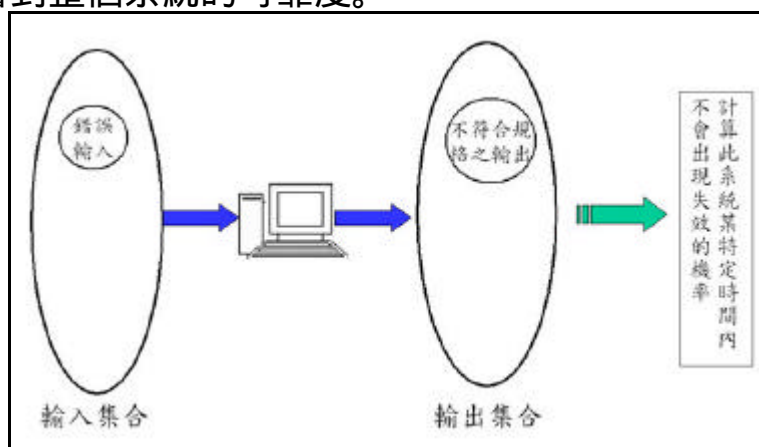 到整個系統的可靠度。
錯誤
輸入
不符合規
格之輸出
計算此系統某特定時間內
不會出現失效的機率
輸入集合
輸出集合